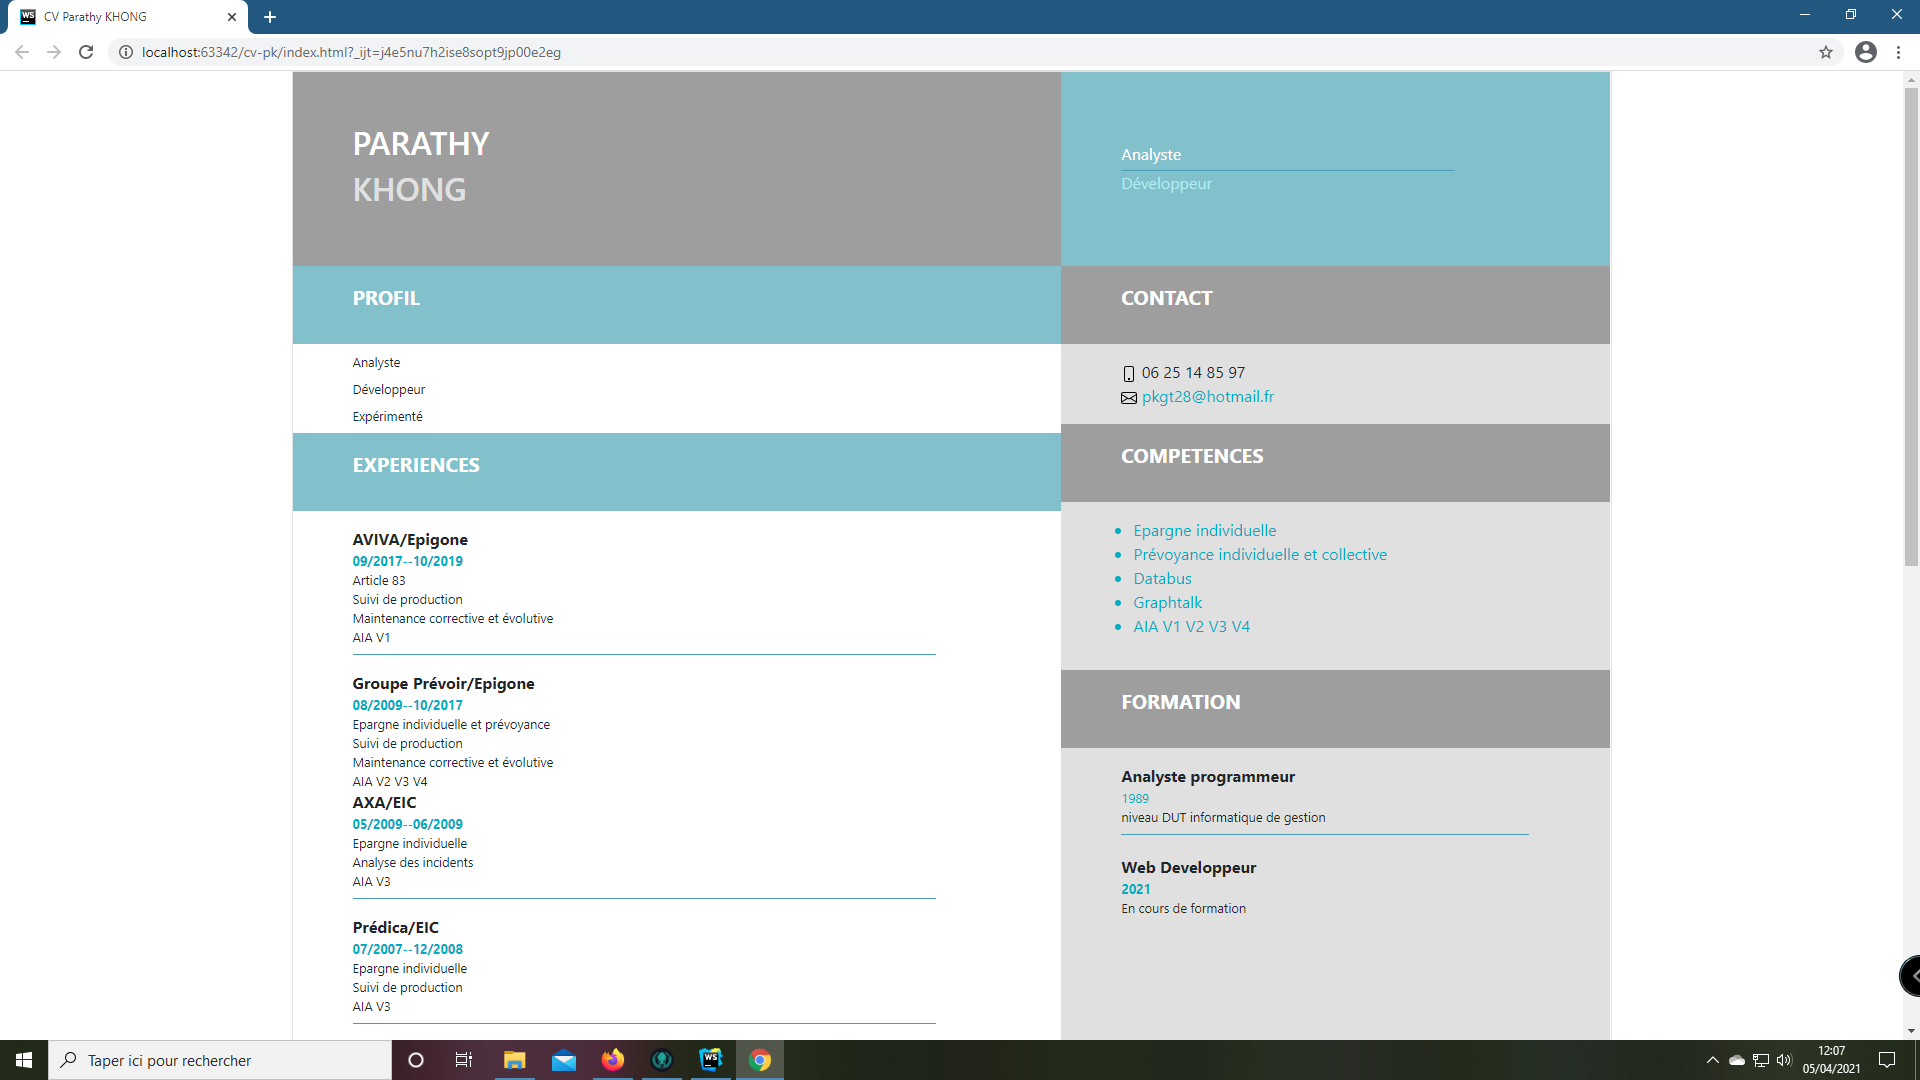 WS CV Parathy KHONG
localhost:63342/cv-pk/index.html?_ijt=j4e5nu7h2ise8sopt9jp00e2eg
PARATHY
KHONG
Analyste
Développeur
PROFIL
Analyste
Développeur
Expérimenté
EXPERIENCES
AVIVA/Epigone
09/2017--10/2019
Article 83
Suivi de production
Maintenance corrective et évolutive
AIA V1
Groupe Prévoir/Epigone
08/2009--10/2017
Epargne individuelle et prévoyance
Suivi de production
Maintenance corrective et évolutive
AIA V2 V3 V4
AXA/EIC
05/2009--06/2009
Epargne individuelle
Analyse des incidents
AIA V3
Prédica/EIC
07/2007--12/2008
Epargne individuelle
Suivi de production
AIA V3
CONTACT
06 25 14 85 97
pkgt28@hotmail.fr
COMPETENCES
Epargne individuelle
Prévoyance individuelle et collective
Databus
Graphtalk
AIA V1 V2 V3 V4
FORMATION
Analyste programmeur
1989
niveau DUT informatique de gestion
Web Developpeur
2021
En cours de formation
Taper ici pour rechercher
WS
12:07
05/04/2021